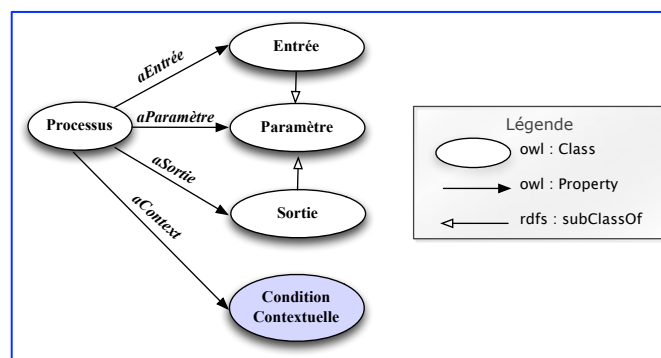 Entrée
aEntrée
Processus
aParamètre
Paramètre
aSortie
aContext
Sortie
Condition
Contextuelle
Légende
owl : Class
owl : Property
rdfs : subClassOf